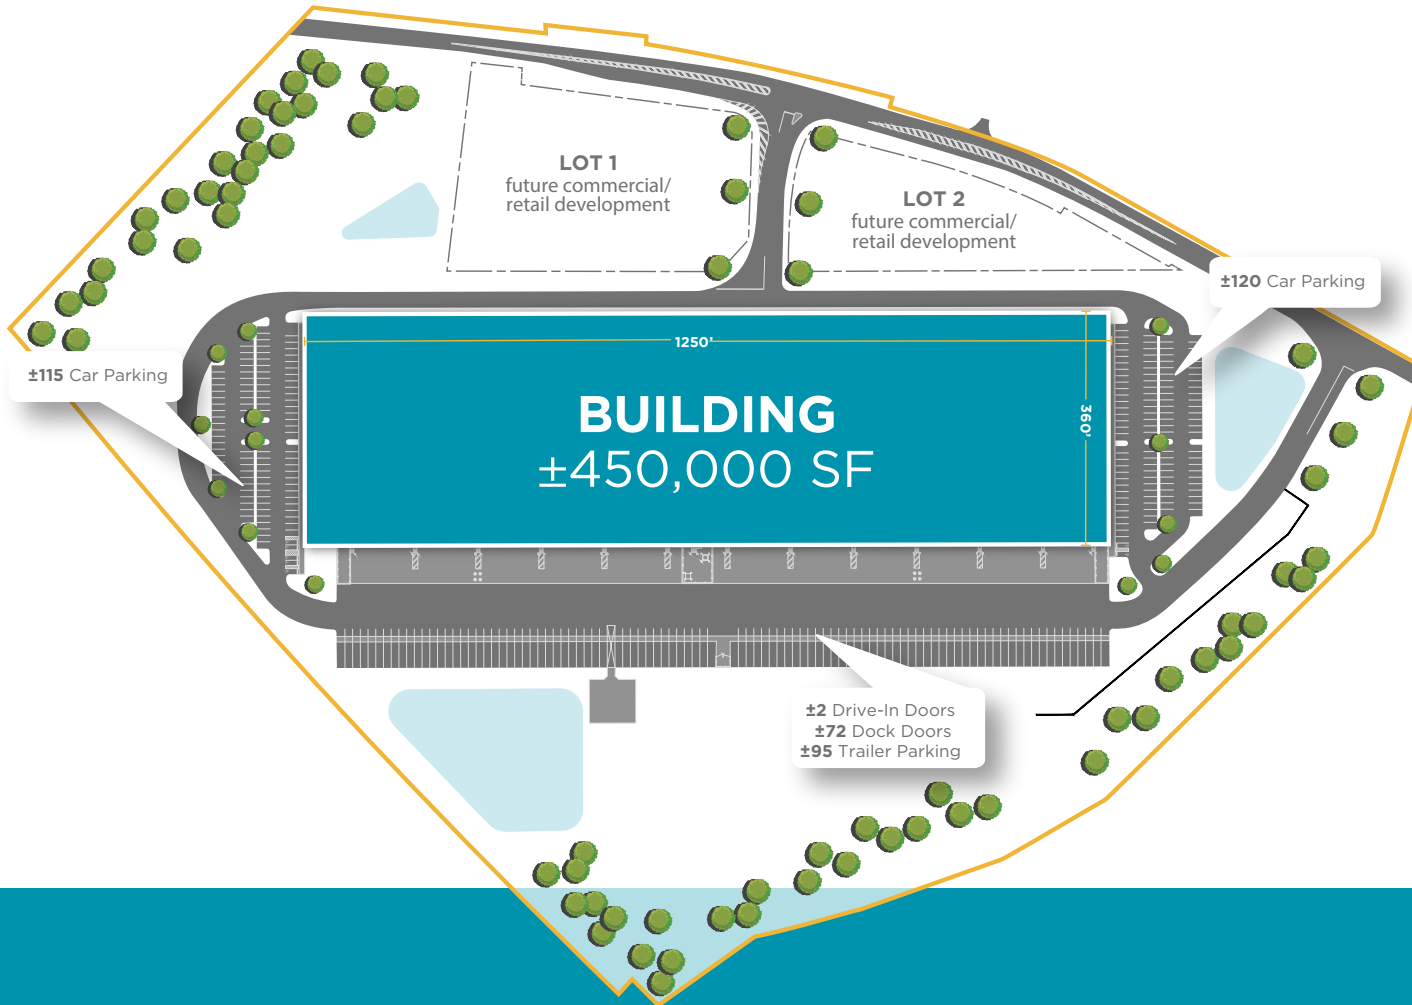 LOT 1
future commercial/
retail development
LOT 2
future commercial/
retail development
±120 Car Parking
1250'
±115 Car Parking
360'
BUILDING
±450,000 SF
±2 Drive-In Doors
±72 Dock Doors
±95 Trailer Parking